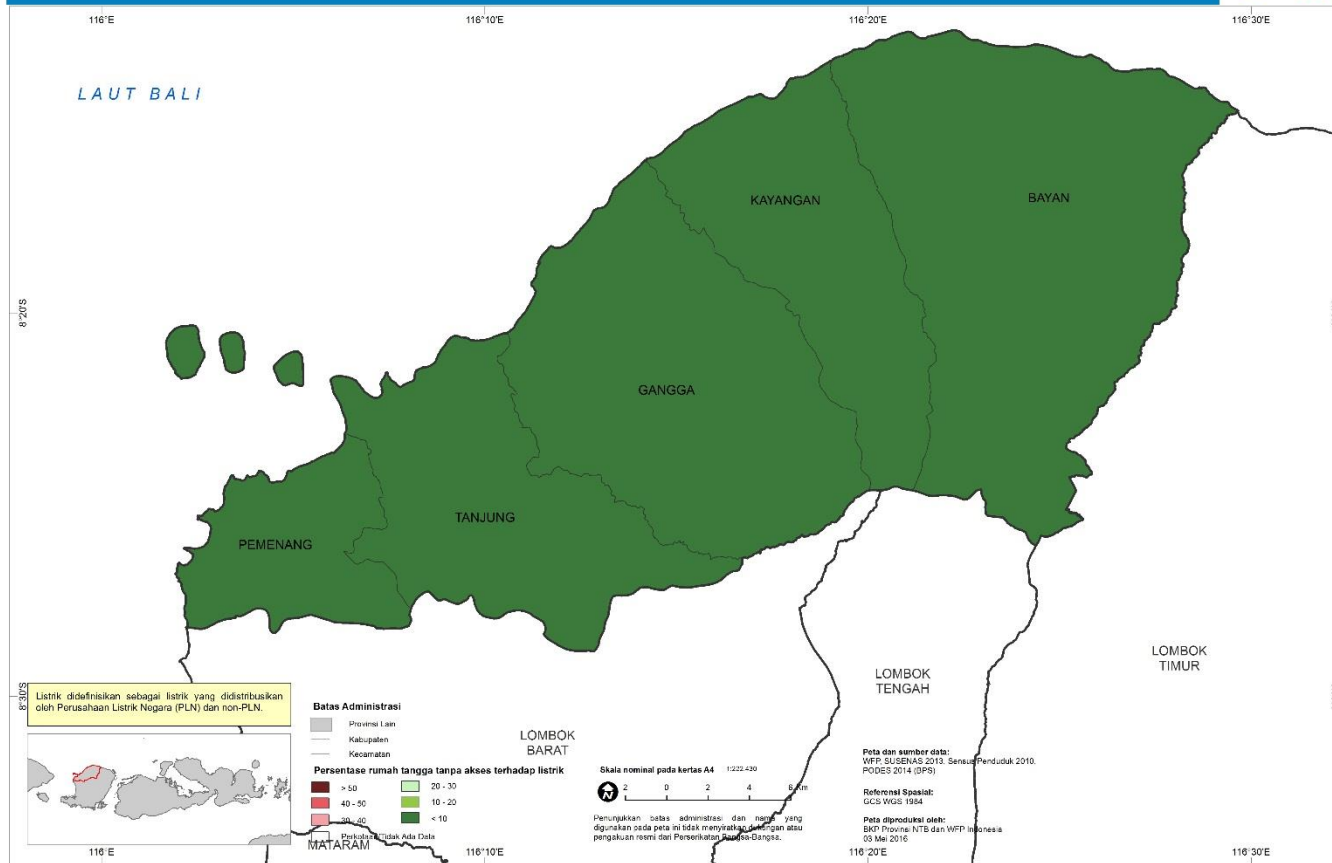 116°E
116°10'E
116°20'E
116°30'E
LAUT BALI
KAYANGAN
BAYAN
8°20'S
GANGGA
TANJUNG
PEMENANG
LOMBOK
TIMUR
LOMBOK
TENGAH
8°30'S
LOMBOK
BARAT
MATARAM
Listrik didefinisikan sebagai listrik yang didistribusikan
oleh Perusahaan Listrik Negara (PLN) dan non-PLN.
Batas Administrasi
Provinsi Lain
Kabupaten
Kecamatan
Persentase rumah tangga tanpa akses terhadap listrik
> 50
40 - 50
30 - 40
Perkotaan/Tidak Ada Data
20 - 30
10 - 20
< 10
Skala nominal pada kertas A4 1:222.430
2 0 2 4 6 Km
Penunjukkan batas administrasi dan nama yang
digunakan pada peta ini tidak menyiratkan dukungan atau
pengakuan resmi dari Perserikatan Bangsa-Bangsa.
Peta dan sumber data:
WFP, SUSENAS 2013. Sensus Penduduk 2010.
PODES 2014 (BPS)
Referensi Spasial:
GCS WGS 1984
Peta diproduksi oleh:
BKP Provinsi NTB dan WFP Indonesia
03 Mei 2016
116°E
116°10'E
116°20'E
116°30'E